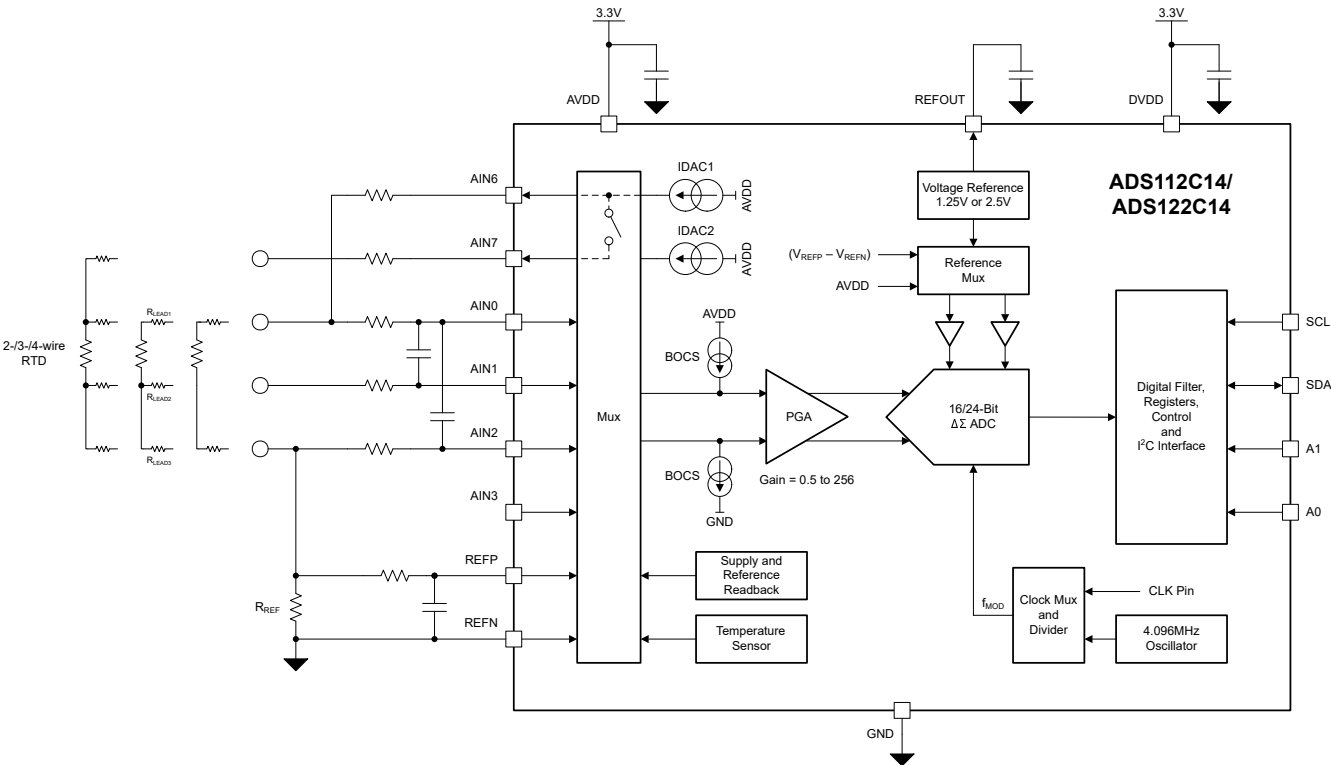 3.3V
3.3V
AVDD
REFOUT
DVDD
ADS112C14/
ADS122C14
AIN6
IDAC1
AVDD
Voltage Reference
1.25V or 2.5V
AIN7
IDAC2
AVDD
(VREFP – VREFN)
AVDD
Reference
Mux
2-/3-/4-wire
RTD
RLEAD1
RLEAD2
RLEAD3
AIN0
AIN1
AIN2
AIN3
Mux
AVDD
BOCS
BOCS
GND
PGA
Gain = 0.5 to 256
16/24-Bit
ΔΣ ADC
Digital Filter,
Registers,
Control
and
I²C Interface
SCL
SDA
A1
A0
REFP
REFN
RREF
Supply and
Reference
Readback
Temperature
Sensor
fMOD
Clock Mux
and
Divider
CLK Pin
4.096MHz
Oscillator
GND